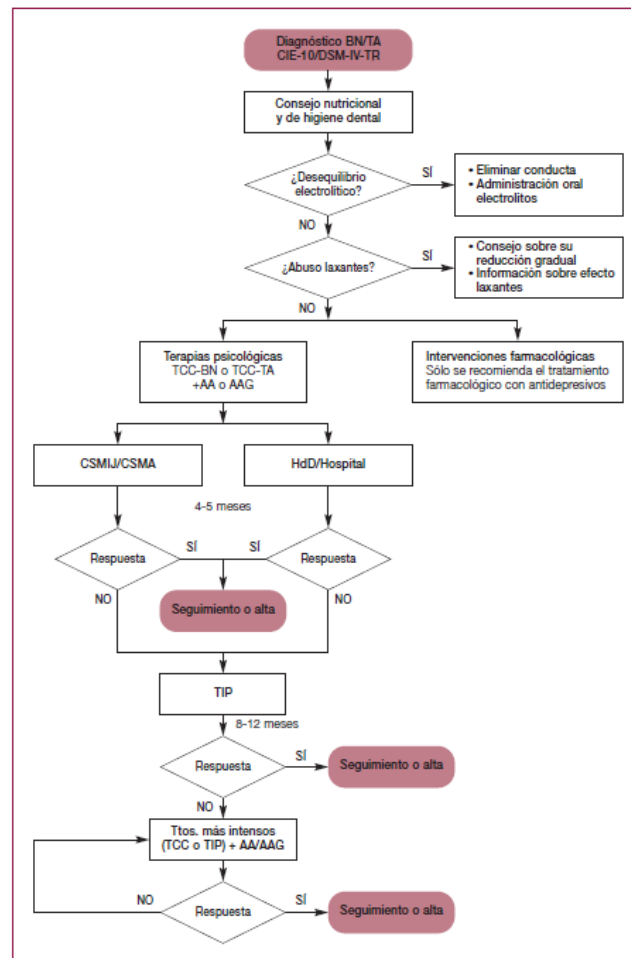 Diagnóstico BN/TA
CIE-10/DSM-IV-TR
Consejo nutricional
y de higiene dental
¿Desequilibrio
electrolítico?
SÍ
• Eliminar conducta
• Administración oral
electrolitos
NO
¿Abuso laxantes?
SÍ
• Consejo sobre su
reducción gradual
• Información sobre efecto
laxantes
NO
Terapias psicológicas
TCC-BN o TCC-TA
+AA o AAG
Intervenciones farmacológicas
Sólo se recomienda el tratamiento
farmacológico con antidepresivos
CSMIJ/CSMA
HdD/Hospital
4-5 meses
Respuesta
SÍ
SÍ
Respuesta
NO
Seguimiento o alta
NO
TIP
8-12 meses
Respuesta
SÍ
Seguimiento o alta
NO
Ttos. más intensos
(TCC o TIP) + AA/AAG
NO
Respuesta
SÍ
Seguimiento o alta